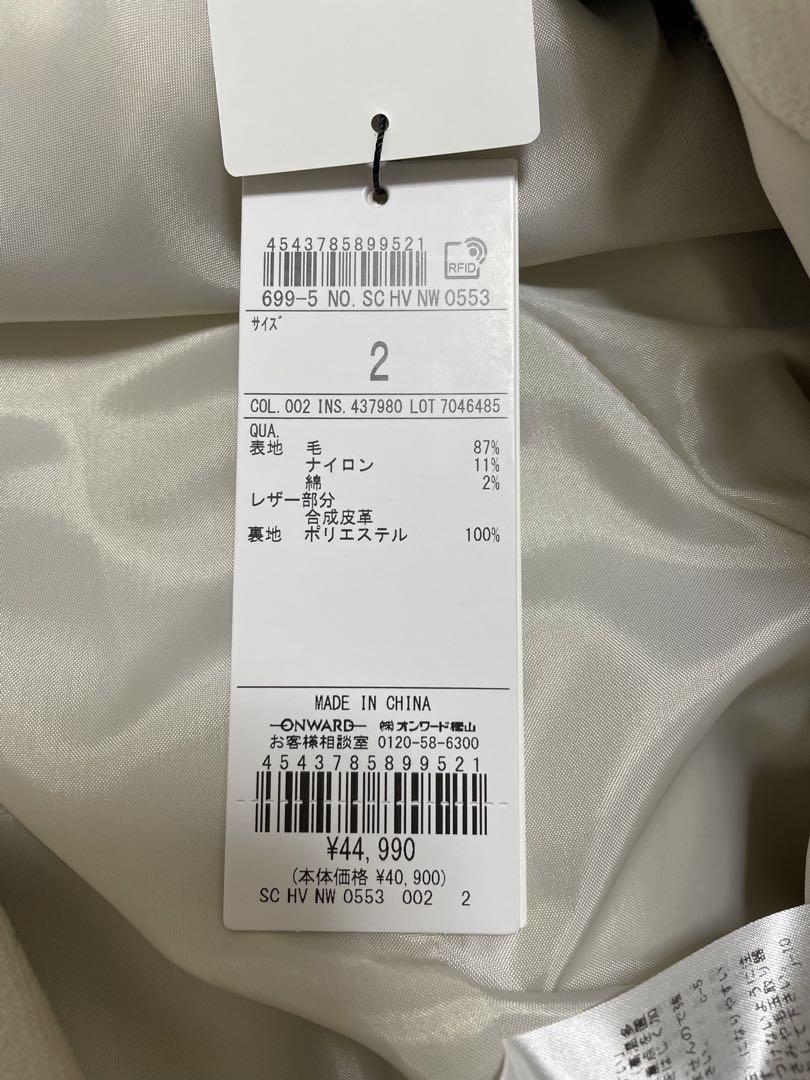 4543785899521
RFID
699-5 NO. SC HV NW 0553
サイズ
2
COL. 002 INS. 437980 LOT 7046485
QUA.
表地 毛 87%
ナイロン 11%
綿 2%
レザー部分
合成皮革
裏地 ポリエステル 100%
MADE IN CHINA
ONWARD ㈱オンワード樫山
お客様相談室 0120-58-6300
4543785899521
¥44,990
(本体価格 ¥40,900)
SC HV NW 0553 002 2